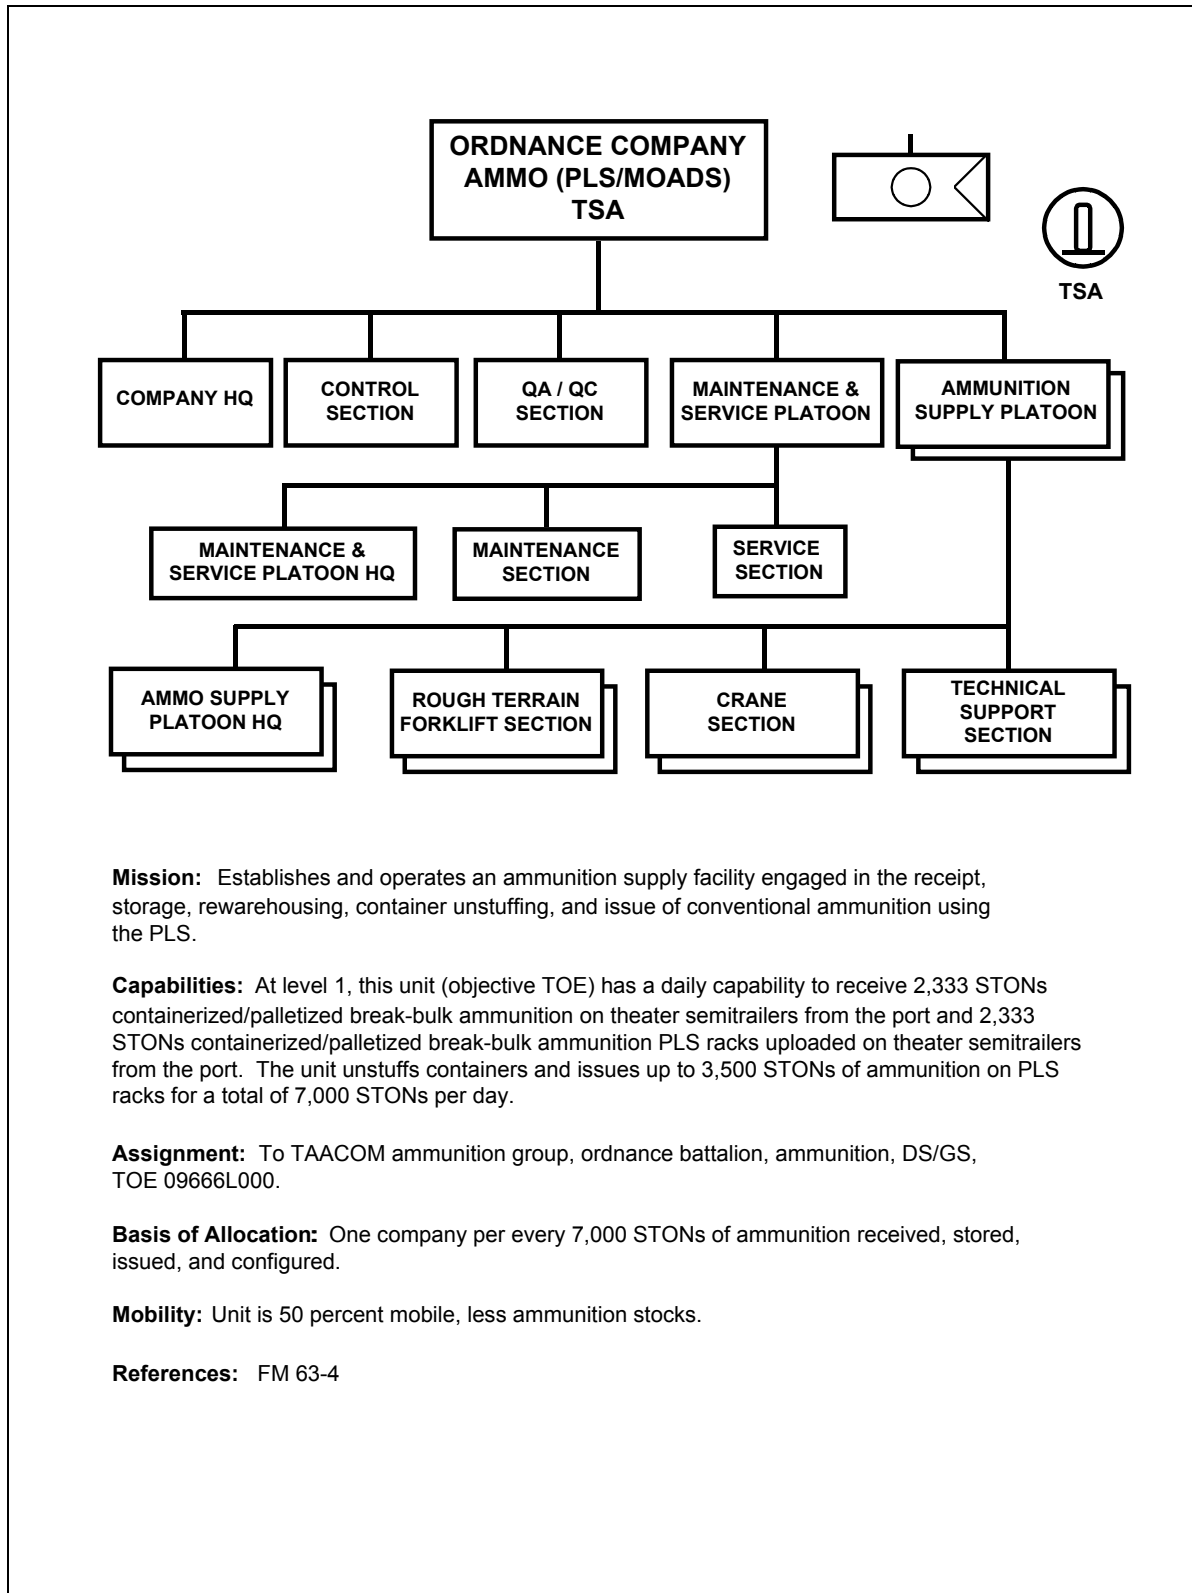 ORDNANCE COMPANY
AMMO (PLS/MOADS)
TSA
TSA
COMPANY HQ
CONTROL
SECTION
QA / QC
SECTION
MAINTENANCE &
SERVICE PLATOON
AMMUNITION
SUPPLY PLATOON
MAINTENANCE &
SERVICE PLATOON HQ
MAINTENANCE
SECTION
SERVICE
SECTION
AMMO SUPPLY
PLATOON HQ
ROUGH TERRAIN
FORKLIFT SECTION
CRANE
SECTION
TECHNICAL
SUPPORT
SECTION
Mission: Establishes and operates an ammunition supply facility engaged in the receipt,
storage, rewarehousing, container unstuffing, and issue of conventional ammunition using
the PLS.
Capabilities: At level 1, this unit (objective TOE) has a daily capability to receive 2,333 STONs
containerized/palletized break-bulk ammunition on theater semitrailers from the port and 2,333
STONs containerized/palletized break-bulk ammunition PLS racks uploaded on theater semitrailers
from the port. The unit unstuffs containers and issues up to 3,500 STONs of ammunition on PLS
racks for a total of 7,000 STONs per day.
Assignment: To TAACOM ammunition group, ordnance battalion, ammunition, DS/GS,
TOE 09666L000.
Basis of Allocation: One company per every 7,000 STONs of ammunition received, stored,
issued, and configured.
Mobility: Unit is 50 percent mobile, less ammunition stocks.
References: FM 63-4